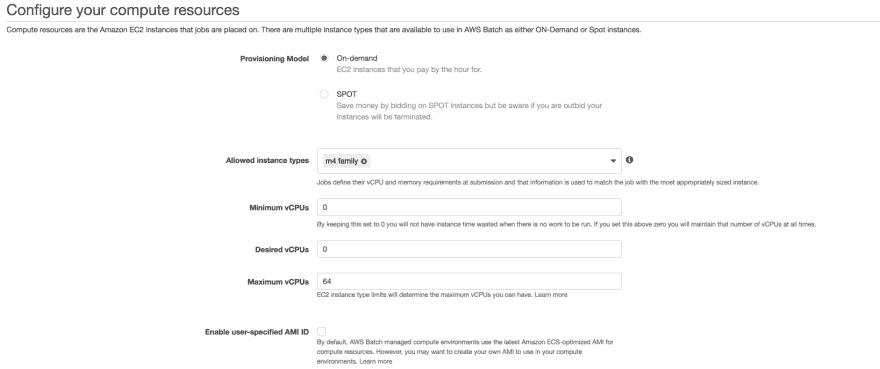 Configure your compute resources
Compute resources are the Amazon EC2 instances that jobs are placed on. There are multiple instance types that are available to use in AWS Batch as either ON-Demand or Spot instances.
Provisioning Model
On-demand
EC2 instances that you pay by the hour for.
SPOT
Save money by bidding on SPOT instances but be aware if you are outbid your
instances will be terminated.
Allowed instance types
m4 family
Jobs define their vCPU and memory requirements at submission and that information is used to match the job with the most appropriately sized instance.
Minimum vCPUs
0
By keeping this set to 0 you will not have instance time wasted when there is no work to be run. If you set this above zero you will maintain that number of vCPUs at all times.
Desired vCPUs
0
Maximum vCPUs
64
EC2 instance type limits will determine the maximum vCPUs you can have. Learn more
Enable user-specified AMI ID
By default, AWS Batch managed compute environments use the latest Amazon ECS-optimized AMI for
compute resources. However, you may want to create your own AMI to use in your compute
environments. Learn more